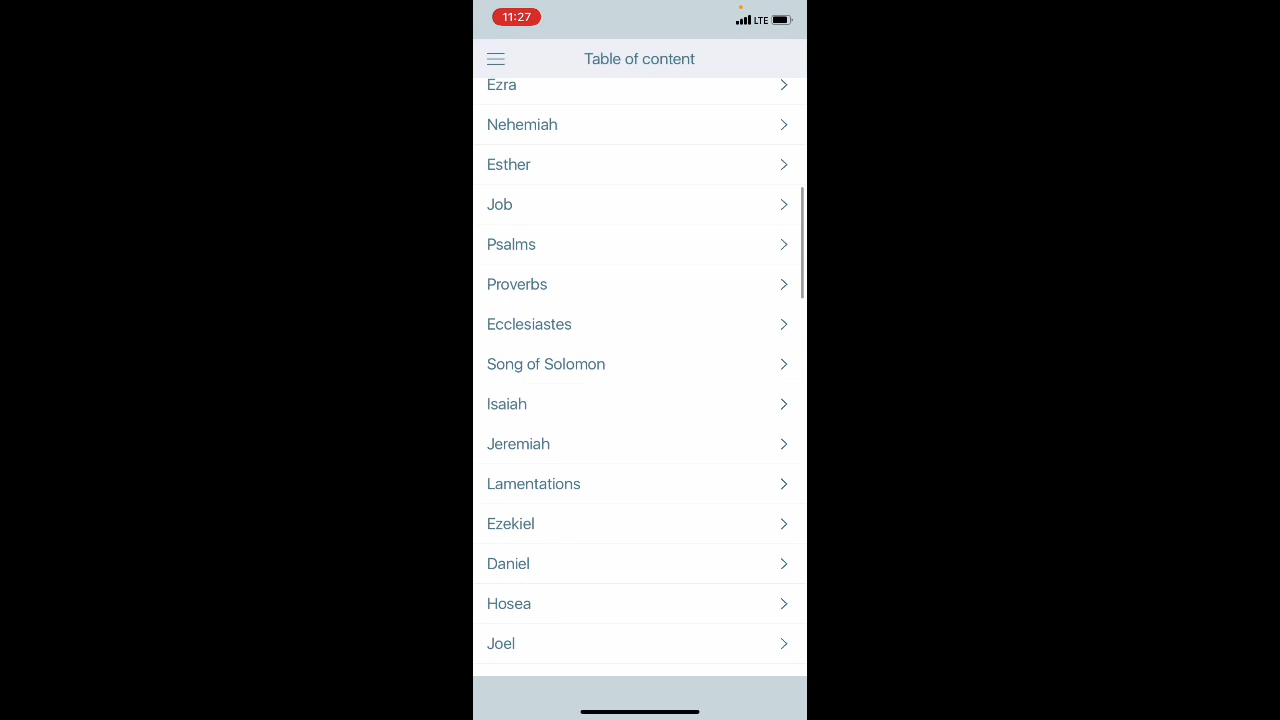 11:27
LTE
Table of content
Ezra
Nehemiah
Esther
Job
Psalms
Proverbs
Ecclesiastes
Song of Solomon
Isaiah
Jeremiah
Lamentations
Ezekiel
Daniel
Hosea
Joel